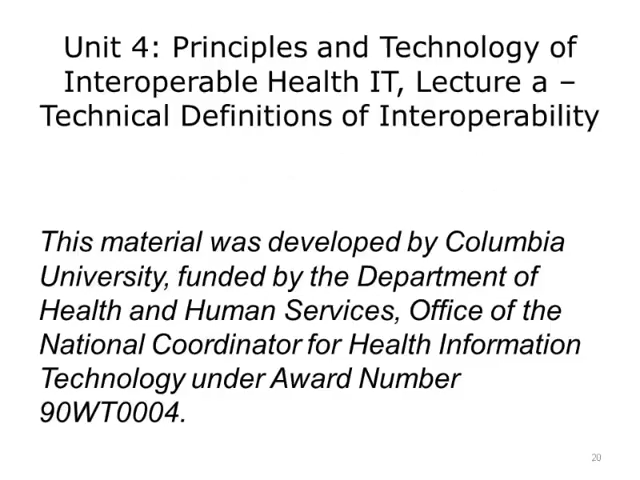 Unit 4: Principles and Technology of
Interoperable Health IT, Lecture a –
Technical Definitions of Interoperability
This material was developed by Columbia
University, funded by the Department of
Health and Human Services, Office of the
National Coordinator for Health Information
Technology under Award Number
90WT0004.
20